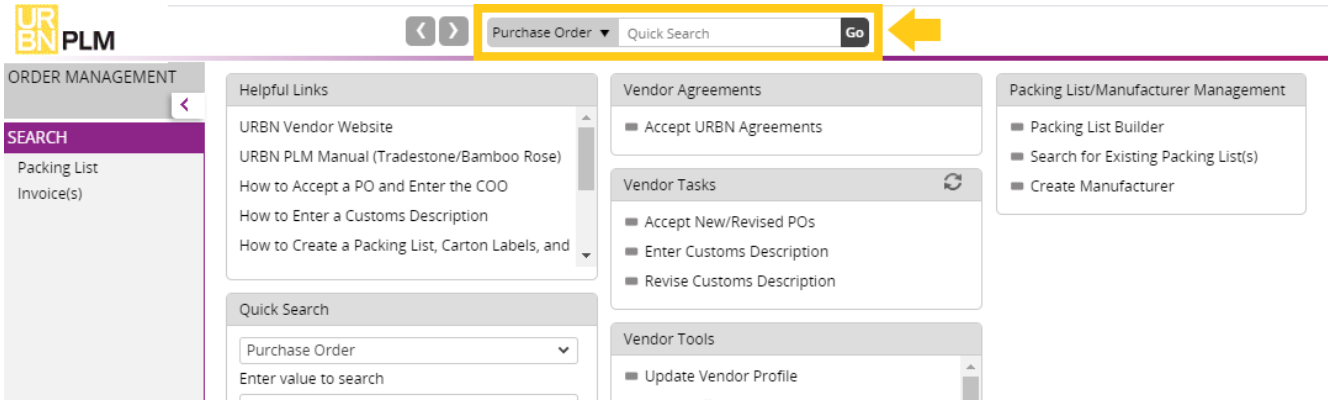 UR
BN PLM
Purchase Order ▼ Quick Search Go
ORDER MANAGEMENT
SEARCH
Packing List
Invoice(s)
Helpful Links
URBN Vendor Website
URBN PLM Manual (Tradestone/Bamboo Rose)
How to Accept a PO and Enter the COO
How to Enter a Customs Description
How to Create a Packing List, Carton Labels, and
Quick Search
Purchase Order
Enter value to search
Vendor Agreements
Accept URBN Agreements
Vendor Tasks
Accept New/Revised POs
Enter Customs Description
Revise Customs Description
Vendor Tools
Update Vendor Profile
Packing List/Manufacturer Management
Packing List Builder
Search for Existing Packing List(s)
Create Manufacturer